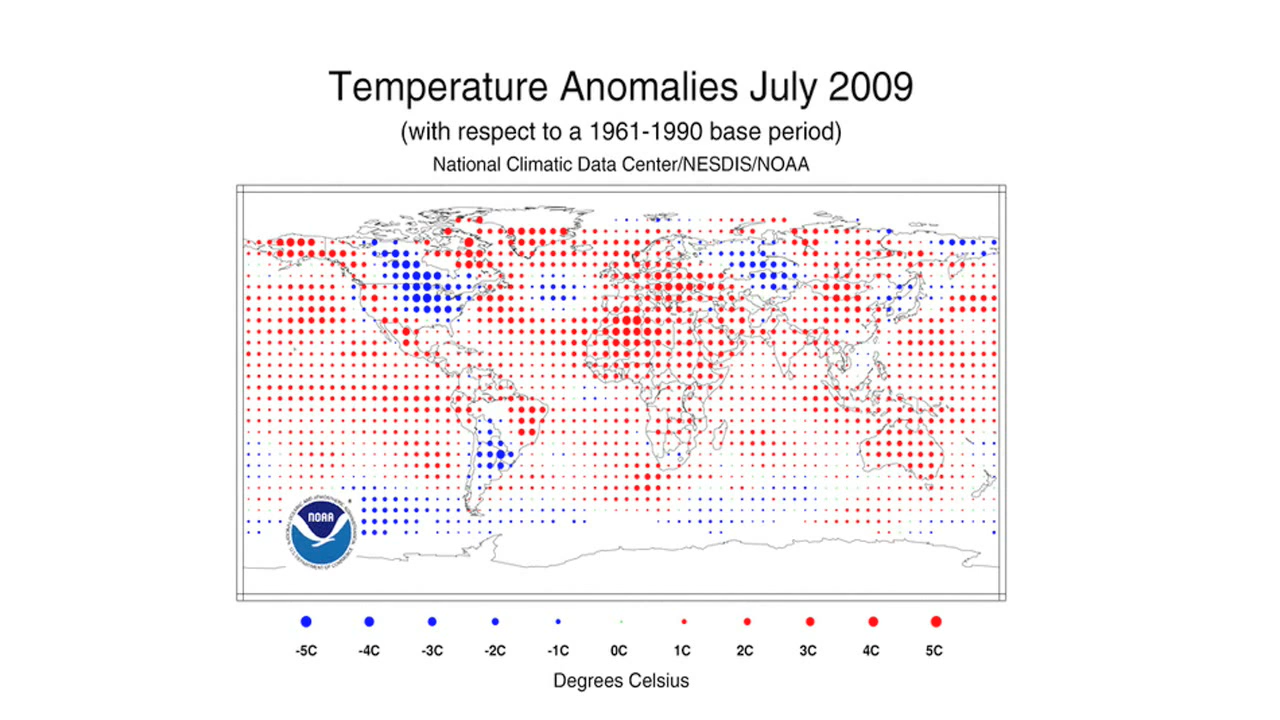 Temperature Anomalies July 2009
(with respect to a 1961-1990 base period)
National Climatic Data Center/NESDIS/NOAA
NOAA
-5C -4C -3C -2C -1C 0C 1C 2C 3C 4C 5C
Degrees Celsius